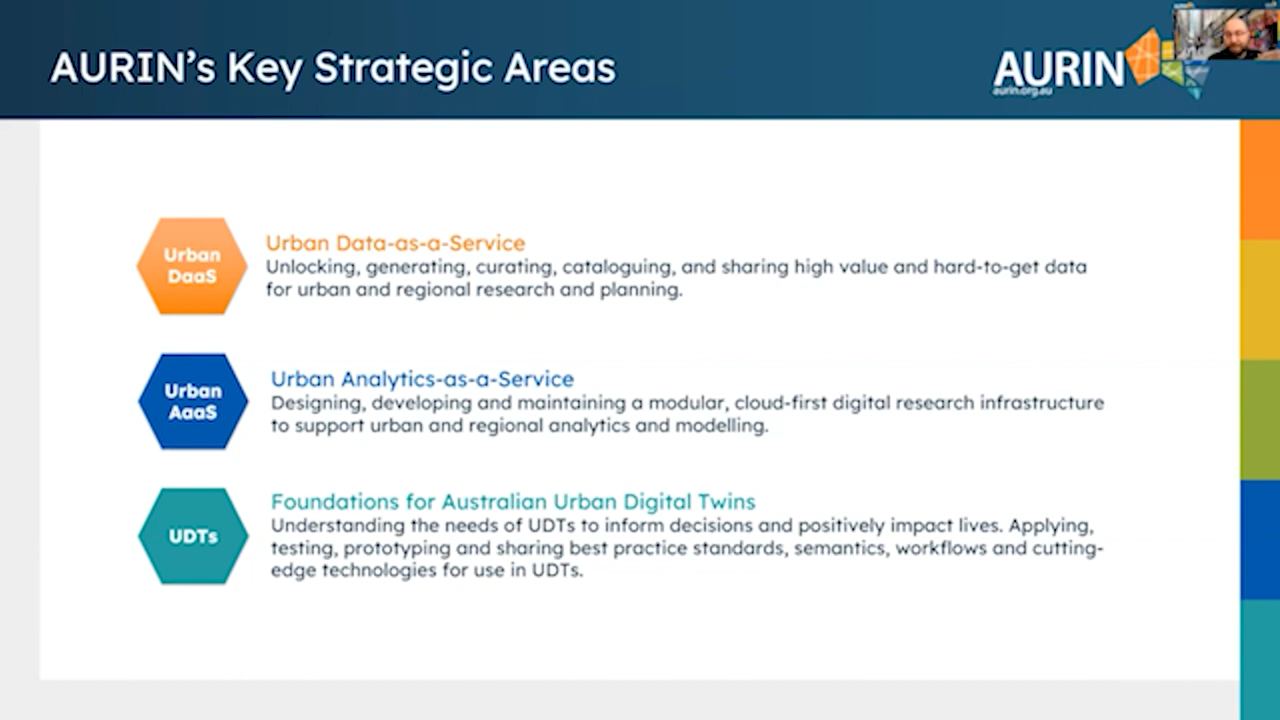 AURIN's Key Strategic Areas
AURIN
aurin.org.au
Urban
DaaS
Urban Data-as-a-Service
Unlocking, generating, curating, cataloguing, and sharing high value and hard-to-get data
for urban and regional research and planning.
Urban
AaaS
Urban Analytics-as-a-Service
Designing, developing and maintaining a modular, cloud-first digital research infrastructure
to support urban and regional analytics and modelling.
UDTs
Foundations for Australian Urban Digital Twins
Understanding the needs of UDTs to inform decisions and positively impact lives. Applying,
testing, prototyping and sharing best practice standards, semantics, workflows and cutting-
edge technologies for use in UDTs.